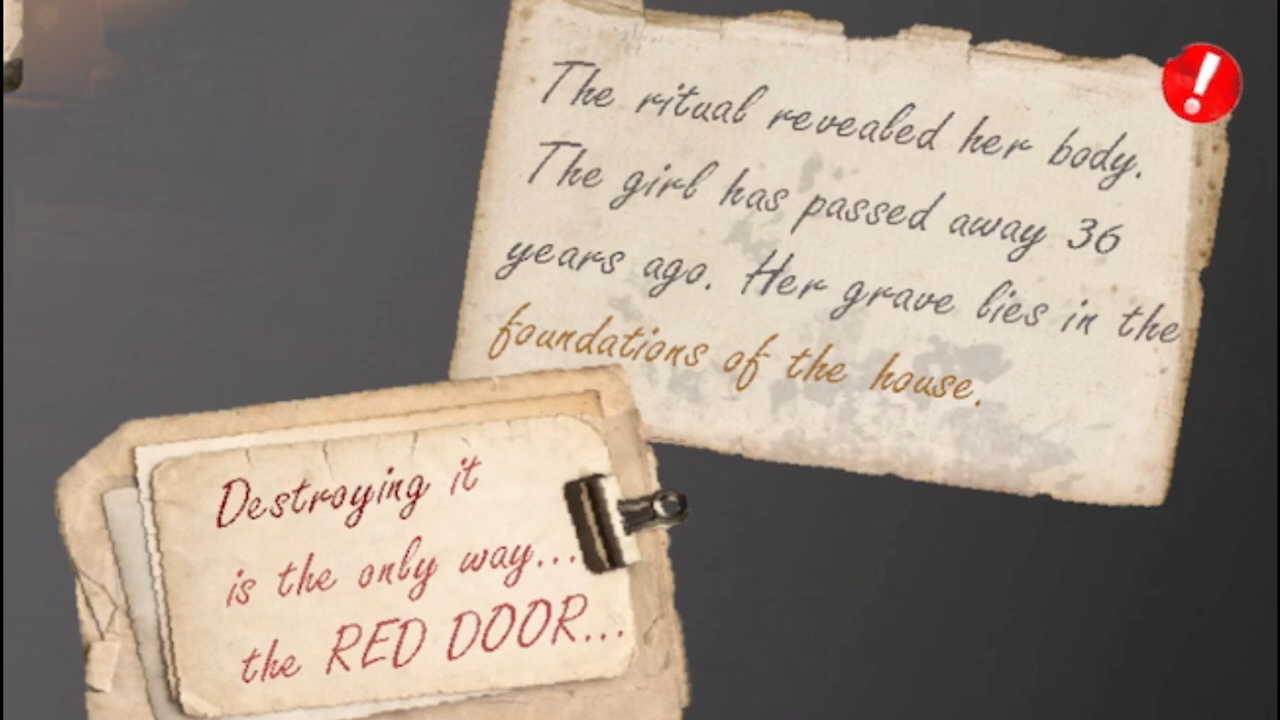 The ritual revealed her body.
The girl has passed away 36
years ago. Her grave lies in the
foundations of the house.
Destroying it
is the only way...
the RED DOOR...